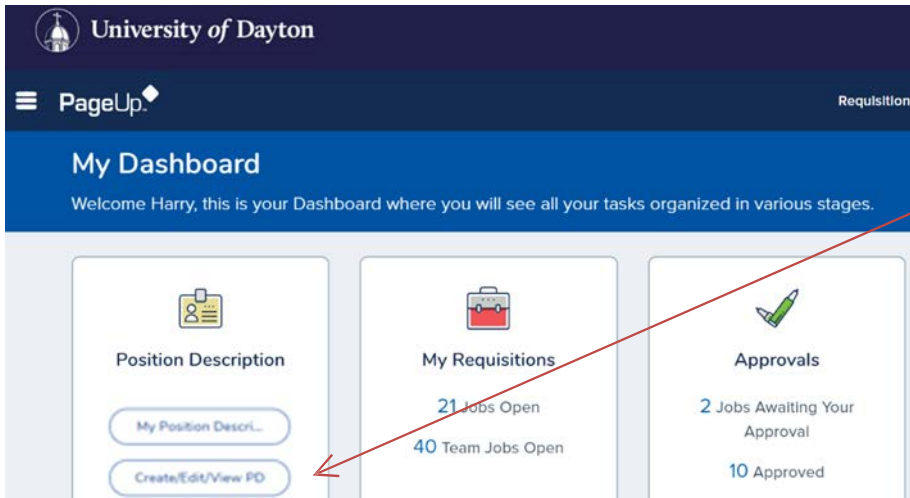 University of Dayton
PageUp
Requisition
My Dashboard
Welcome Harry, this is your Dashboard where you will see all your tasks organized in various stages.
Position Description
My Position Descri...
Create/Edit/View PD
My Requisitions
21 Jobs Open
40 Team Jobs Open
Approvals
2 Jobs Awaiting Your
Approval
10 Approved